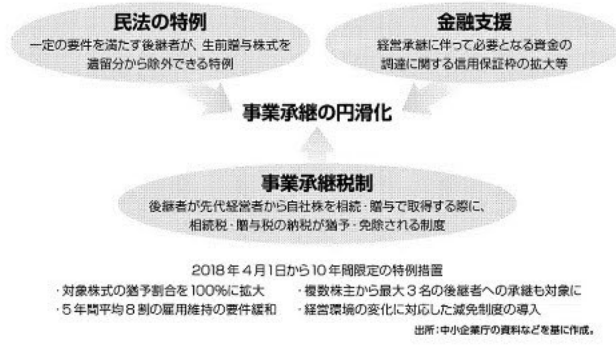 民法の特例
一定の要件を満たす後継者が、生前贈与株式を
遺留分から除外できる特例
金融支援
経営承継に伴って必要となる資金の
調達に関する信用保証枠の拡大等
事業承継の円滑化
事業承継税制
後継者が先代経営者から自社株を相続・贈与で取得する際に、
相続税・贈与税の納税が猶予・免除される制度
2018年4月1日から10年間限定の特例措置
・対象株式の猶予割合を100%に拡大
・複数株主から最大3名の後継者への承継も対象に
・5年間平均8割の雇用維持の要件緩和
・経営環境の変化に対応した減免制度の導入
出所：中小企業庁の資料などを基に作成。